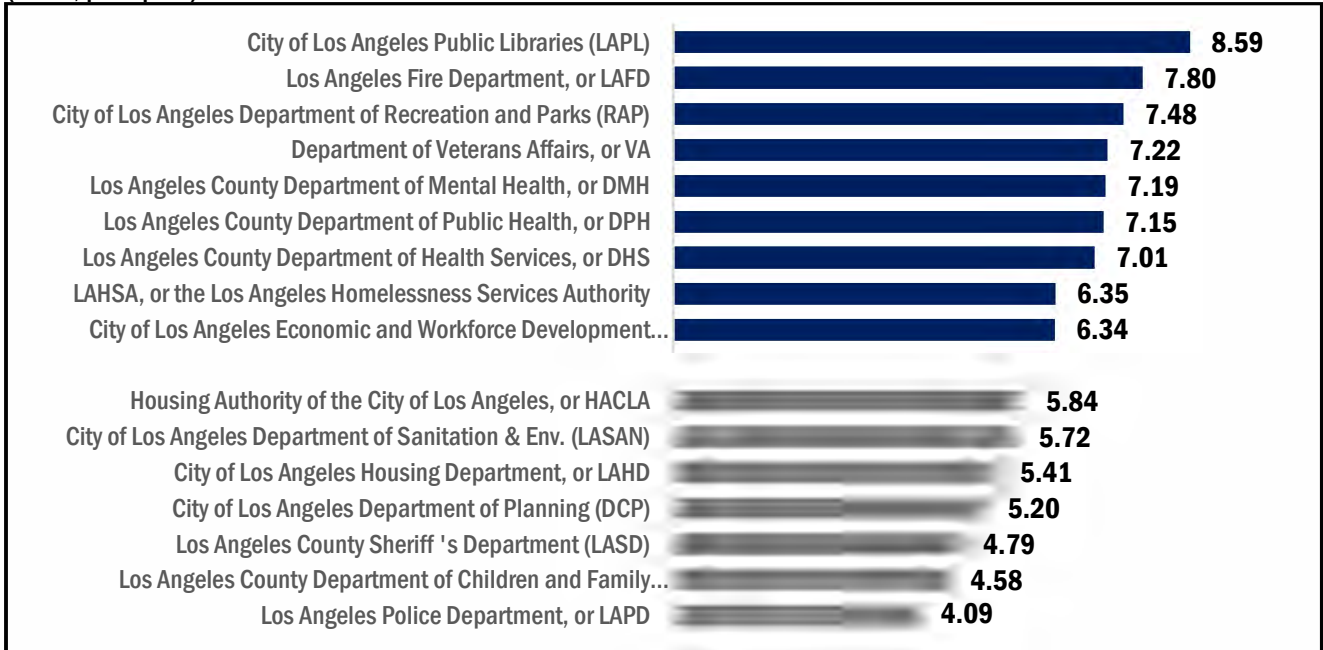 City of Los Angeles Public Libraries (LAPL) 8.59
Los Angeles Fire Department, or LAFD 7.80
City of Los Angeles Department of Recreation and Parks (RAP) 7.48
Department of Veterans Affairs, or VA 7.22
Los Angeles County Department of Mental Health, or DMH 7.19
Los Angeles County Department of Public Health, or DPH 7.15
Los Angeles County Department of Health Services, or DHS 7.01
LAHSA, or the Los Angeles Homelessness Services Authority 6.35
City of Los Angeles Economic and Workforce Development... 6.34
Housing Authority of the City of Los Angeles, or HACLA 5.84
City of Los Angeles Department of Sanitation & Env. (LASAN) 5.72
City of Los Angeles Housing Department, or LAHD 5.41
City of Los Angeles Department of Planning (DCP) 5.20
Los Angeles County Sheriff 's Department (LASD) 4.79
Los Angeles County Department of Children and Family... 4.58
Los Angeles Police Department, or LAPD 4.09